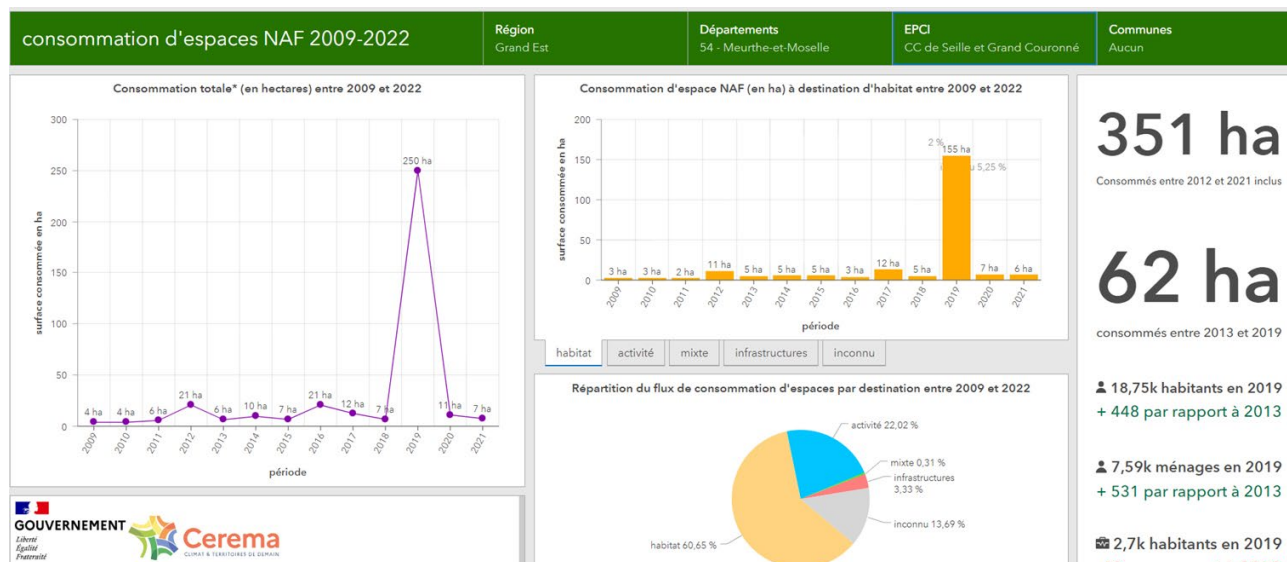 consommation d'espaces NAF 2009-2022
Région
Grand Est
Départements
54 - Meurthe-et-Moselle
EPCI
CC de Seille et Grand Couronné
Communes
Aucun
Consommation totale* (en hectares) entre 2009 et 2022
surface consommée en ha
300
250
200
150
100
50
0
4 ha
4 ha
6 ha
21 ha
6 ha
10 ha
7 ha
21 ha
12 ha
7 ha
250 ha
11 ha
7 ha
2009
2010
2011
2012
2013
2014
2015
2016
2017
2018
2019
2020
2021
période
GOUVERNEMENT
Liberté
Égalité
Fraternité
Cerema
CLIMAT & TERRITOIRES DE DEMAIN
Consommation d'espace NAF (en ha) à destination d'habitat entre 2009 et 2022
surface consommée en ha
200
150
100
50
0
2 %
u 5,25 %
3 ha
3 ha
2 ha
11 ha
5 ha
5 ha
5 ha
3 ha
12 ha
5 ha
155 ha
7 ha
6 ha
2009
2010
2011
2012
2013
2014
2015
2016
2017
2018
2019
2020
2021
période
habitat
activité
mixte
infrastructures
inconnu
Répartition du flux de consommation d'espaces par destination entre 2009 et 2022
activité 22,02 %
mixte 0,31 %
infrastructures
3,33 %
inconnu 13,69 %
habitat 60,65 %
351 ha
Consommés entre 2012 et 2021 inclus
62 ha
consommés entre 2013 et 2019
18,75k habitants en 2019
+ 448 par rapport à 2013
7,59k ménages en 2019
+ 531 par rapport à 2013
2,7k habitants en 2019